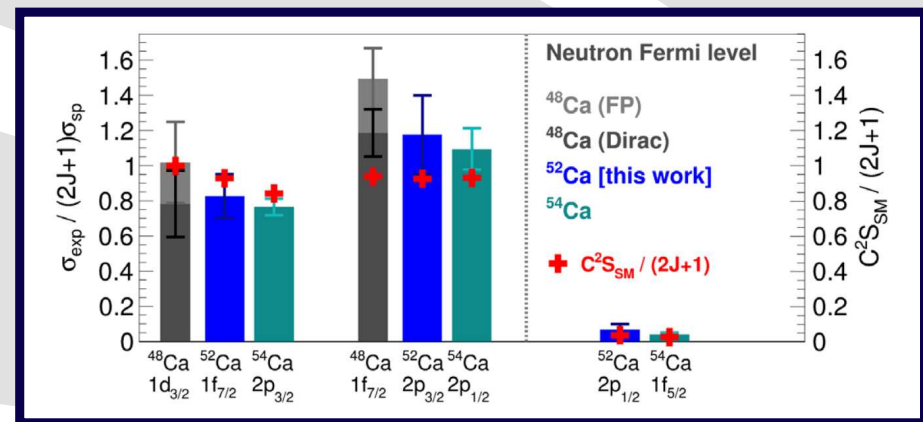 σexp / (2J+1)σsp
1.6
1.4
1.2
1
0.8
0.6
0.4
0.2
0
Neutron Fermi level
⁴⁸Ca (FP)
⁴⁸Ca (Dirac)
⁵²Ca [this work]
⁵⁴Ca
C²S_SM / (2J+1)
1.6
1.4
1.2
1
0.8
0.6
0.4
0.2
0
C²S_SM / (2J+1)
⁴⁸Ca ⁵²Ca ⁵⁴Ca
1d3/2 1f7/2 2p3/2
⁴⁸Ca ⁵²Ca ⁵⁴Ca
1f7/2 2p3/2 2p1/2
⁵²Ca ⁵⁴Ca
2p1/2 1f5/2